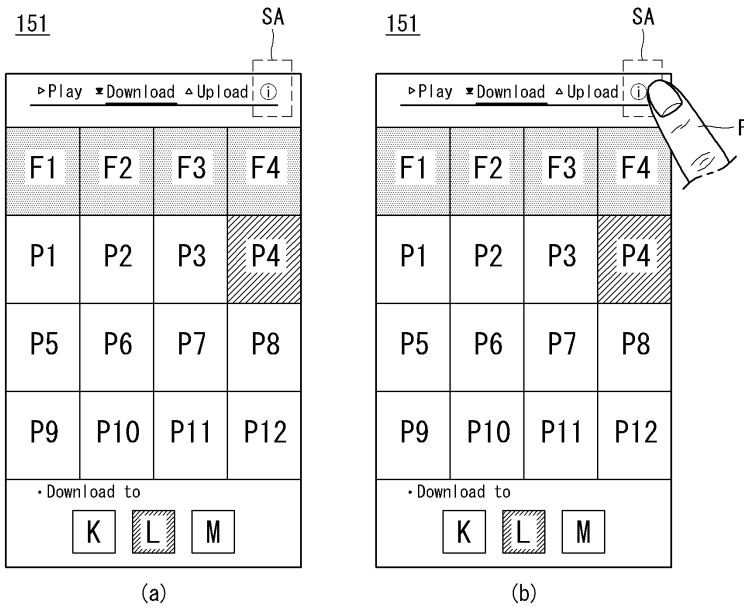 151 SA
▷Play ⧗Download △Upload ⓘ
F1 F2 F3 F4
P1 P2 P3 P4
P5 P6 P7 P8
P9 P10 P11 P12
·Download to
K L M
(a)
151 SA
▷Play ⧗Download △Upload ⓘ
F
F1 F2 F3 F4
P1 P2 P3 P4
P5 P6 P7 P8
P9 P10 P11 P12
·Download to
K L M
(b)